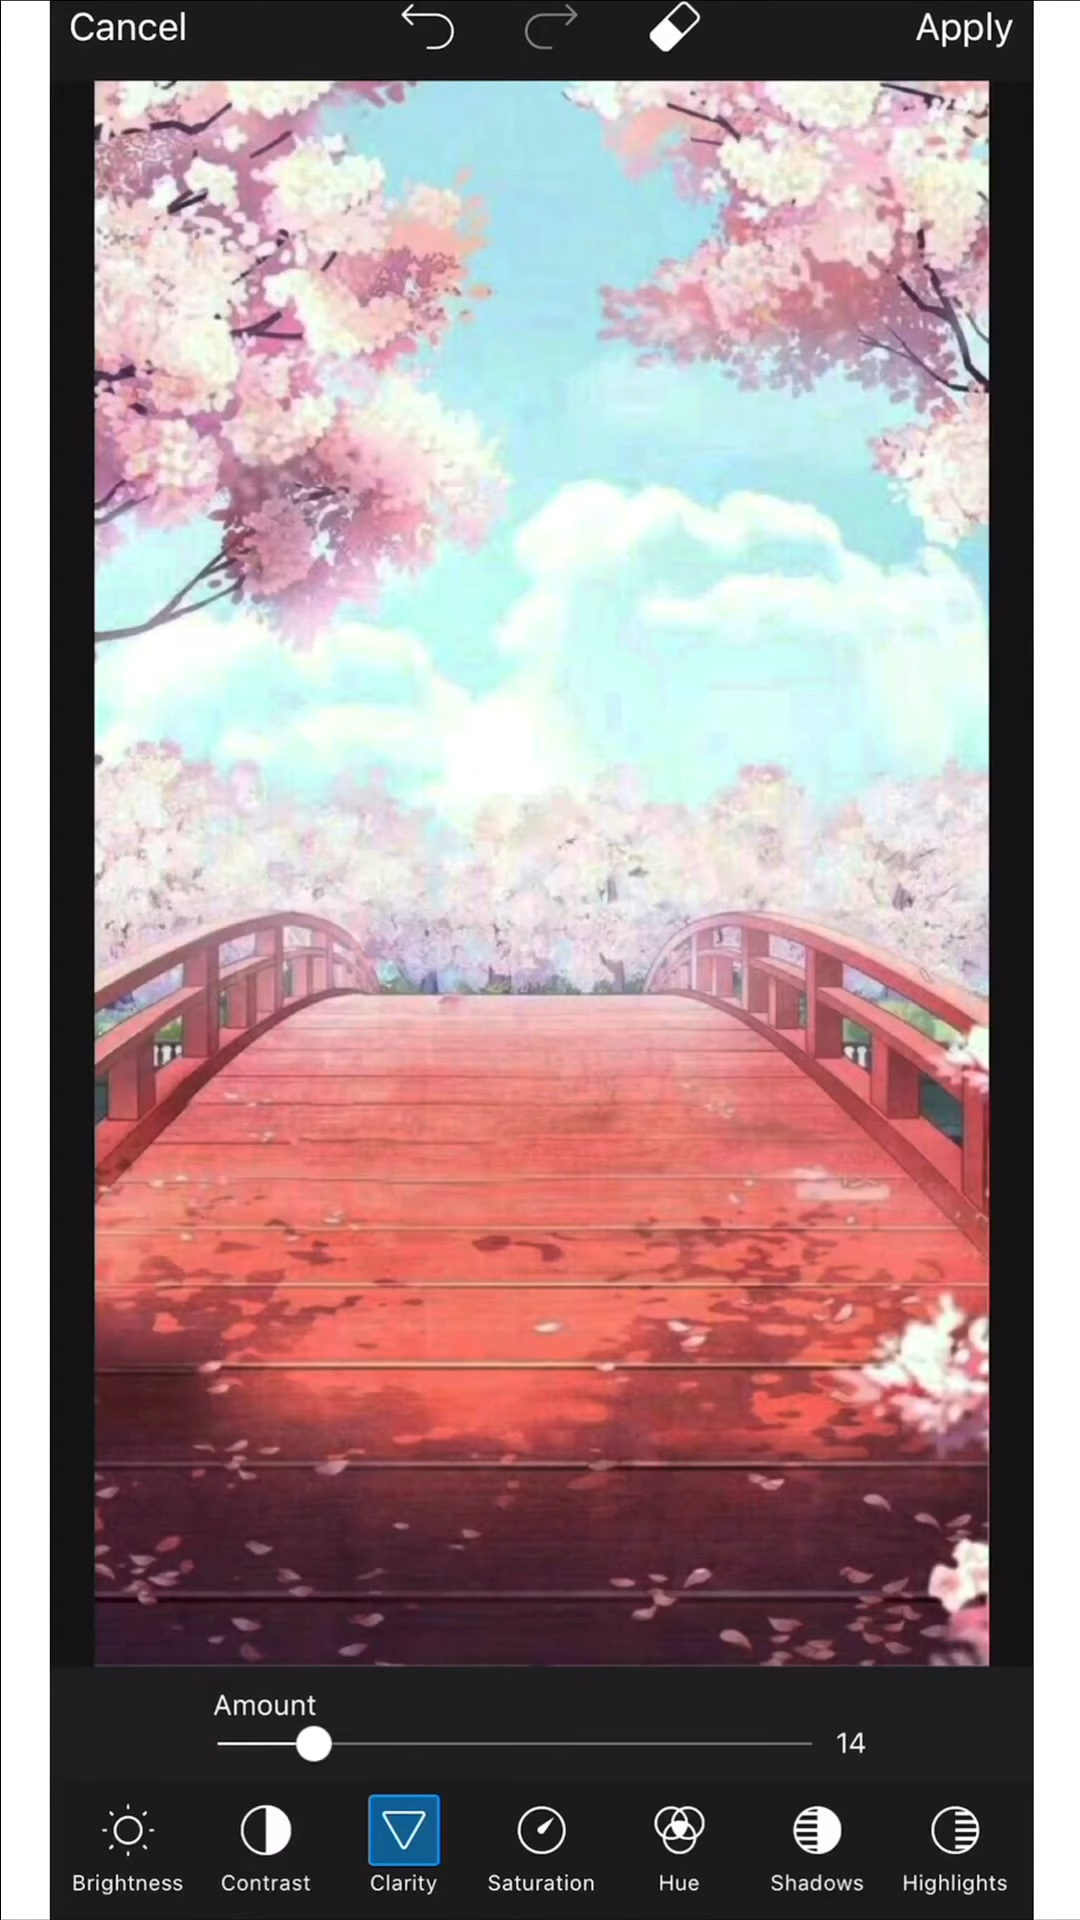 Cancel
Apply
Amount
14
Brightness
Contrast
Clarity
Saturation
Hue
Shadows
Highlights